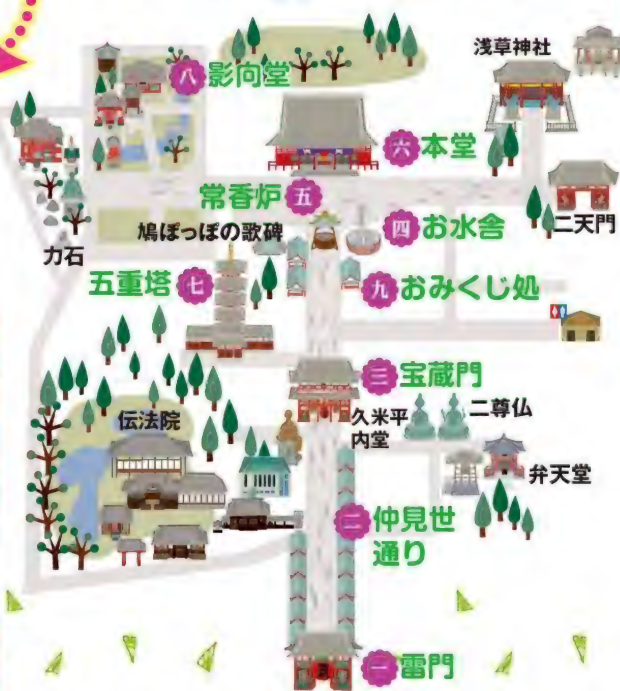 浅草神社
八 影向堂
六 本堂
常香炉 五
四 お水舎
二天門
鳩ぽっぽの歌碑
力石
五重塔 七
九 おみくじ処
三 宝蔵門
伝法院
久米平
内堂
二尊仏
弁天堂
二 仲見世
通り
一 雷門